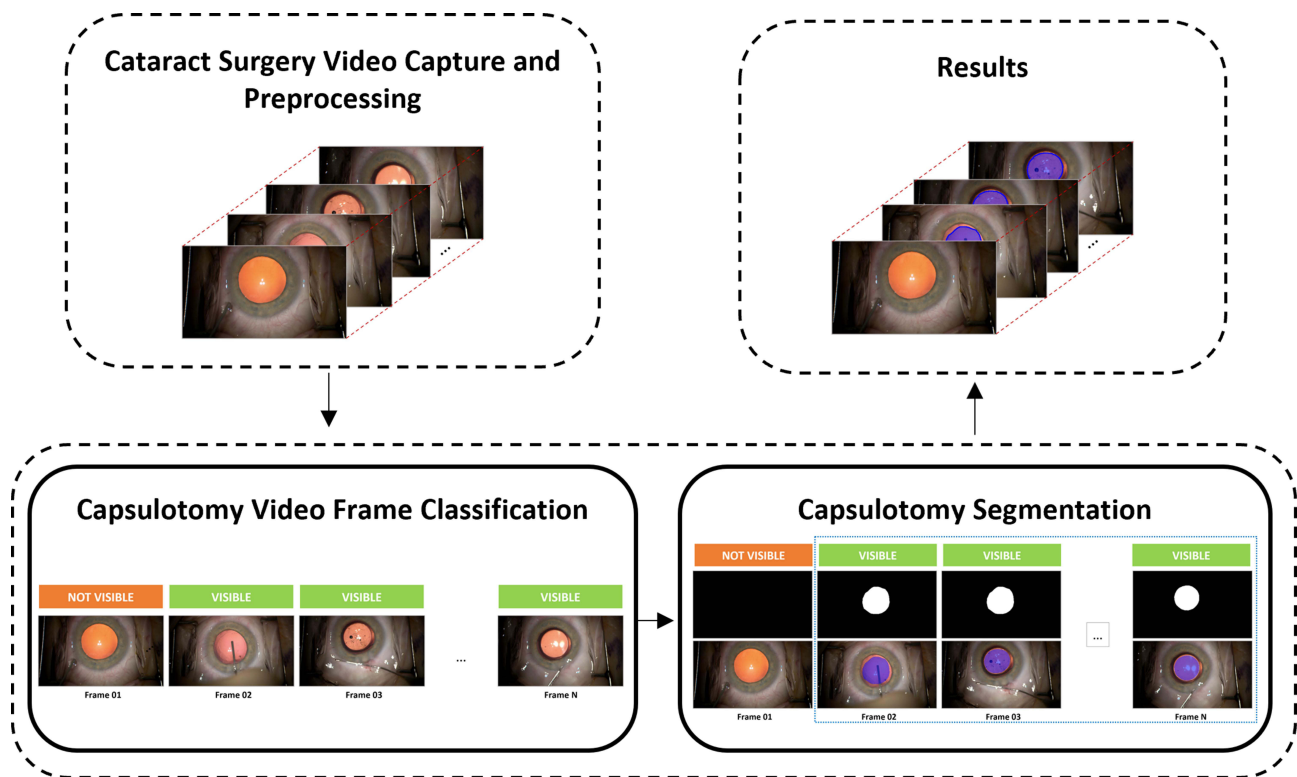 Cataract Surgery Video Capture and
Preprocessing
...
Results
...
Capsulotomy Video Frame Classification
NOT VISIBLE
VISIBLE
VISIBLE
VISIBLE
...
Frame 01
Frame 02
Frame 03
Frame N
Capsulotomy Segmentation
NOT VISIBLE
VISIBLE
VISIBLE
VISIBLE
...
Frame 01
Frame 02
Frame 03
Frame N